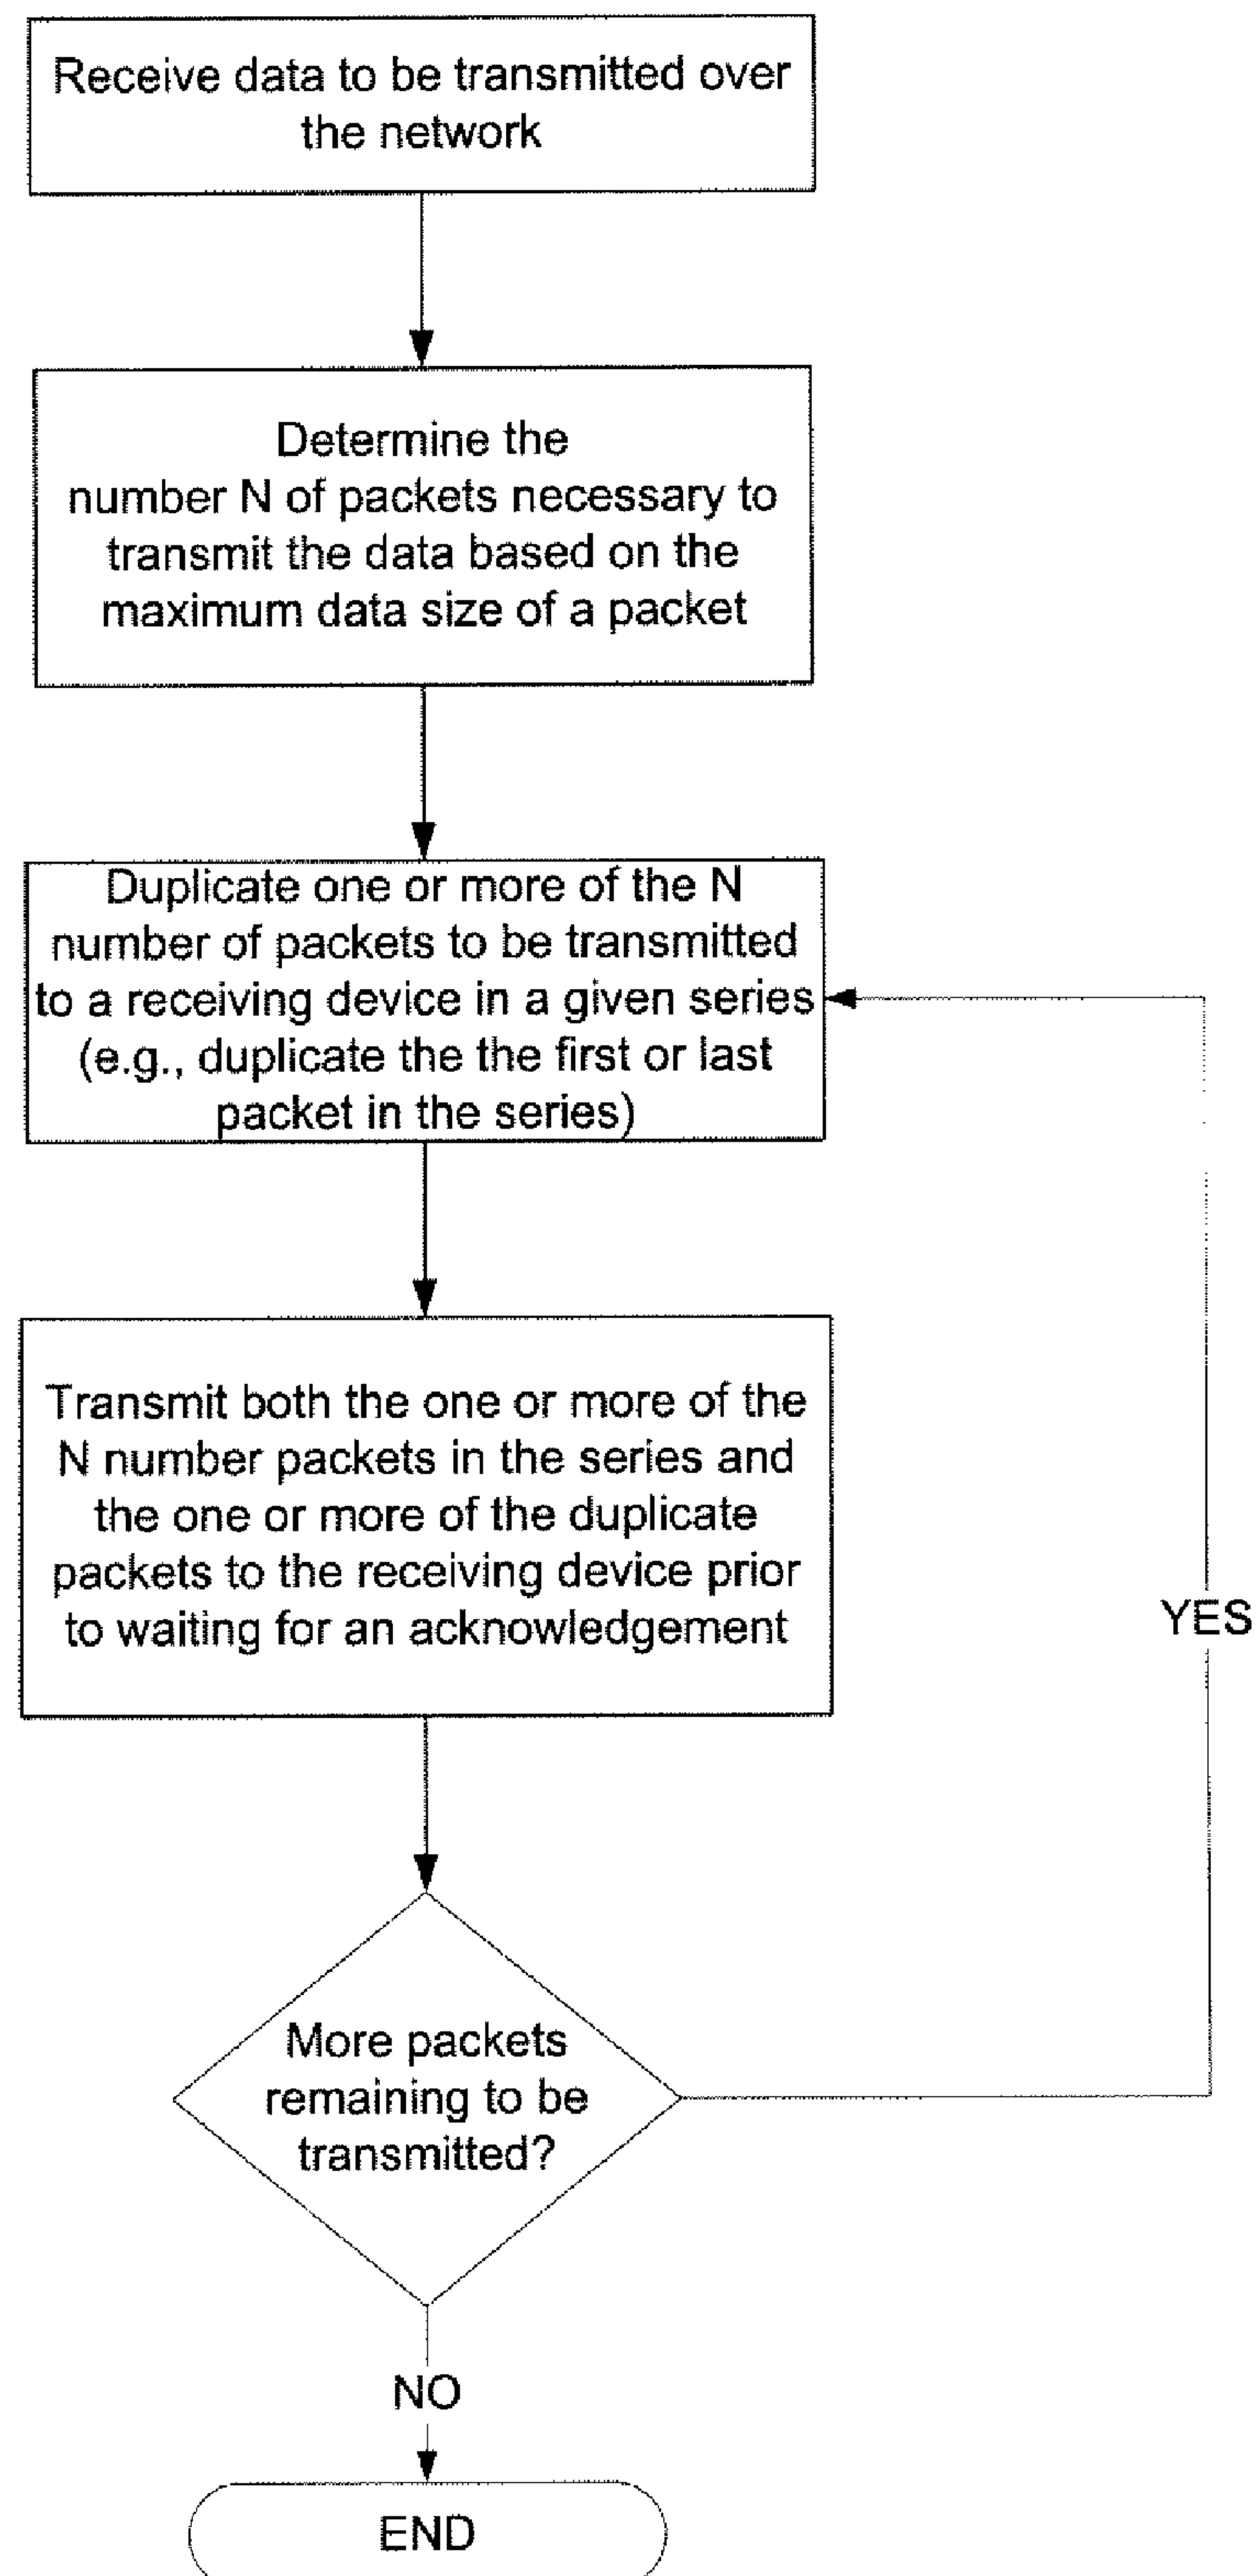 Receive data to be transmitted over
the network
Determine the
number N of packets necessary to
transmit the data based on the
maximum data size of a packet
Duplicate one or more of the N
number of packets to be transmitted
to a receiving device in a given series
(e.g., duplicate the the first or last
packet in the series)
Transmit both the one or more of the
N number packets in the series and
the one or more of the duplicate
packets to the receiving device prior
to waiting for an acknowledgement
YES
More packets
remaining to be
transmitted?
NO
END